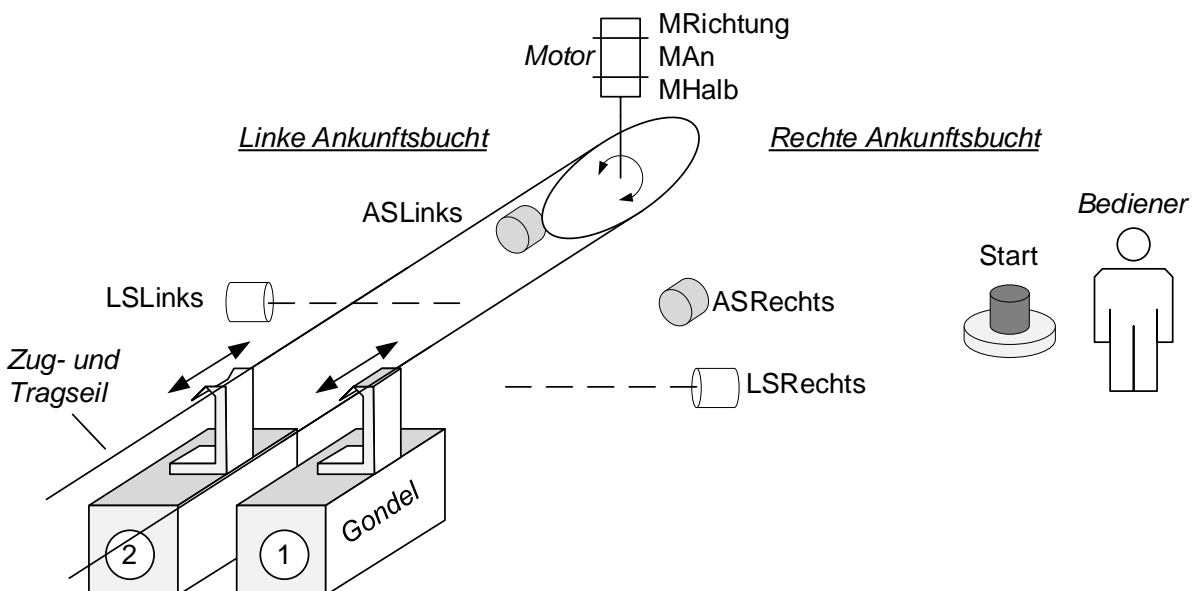 MRichtung
Motor
MAn
MHalb
Linke Ankunftsbucht
Rechte Ankunftsbucht
ASLinks
Bediener
Start
LSLinks
ASRechts
Zug- und
Tragseil
LSRechts
Gondel
2
1